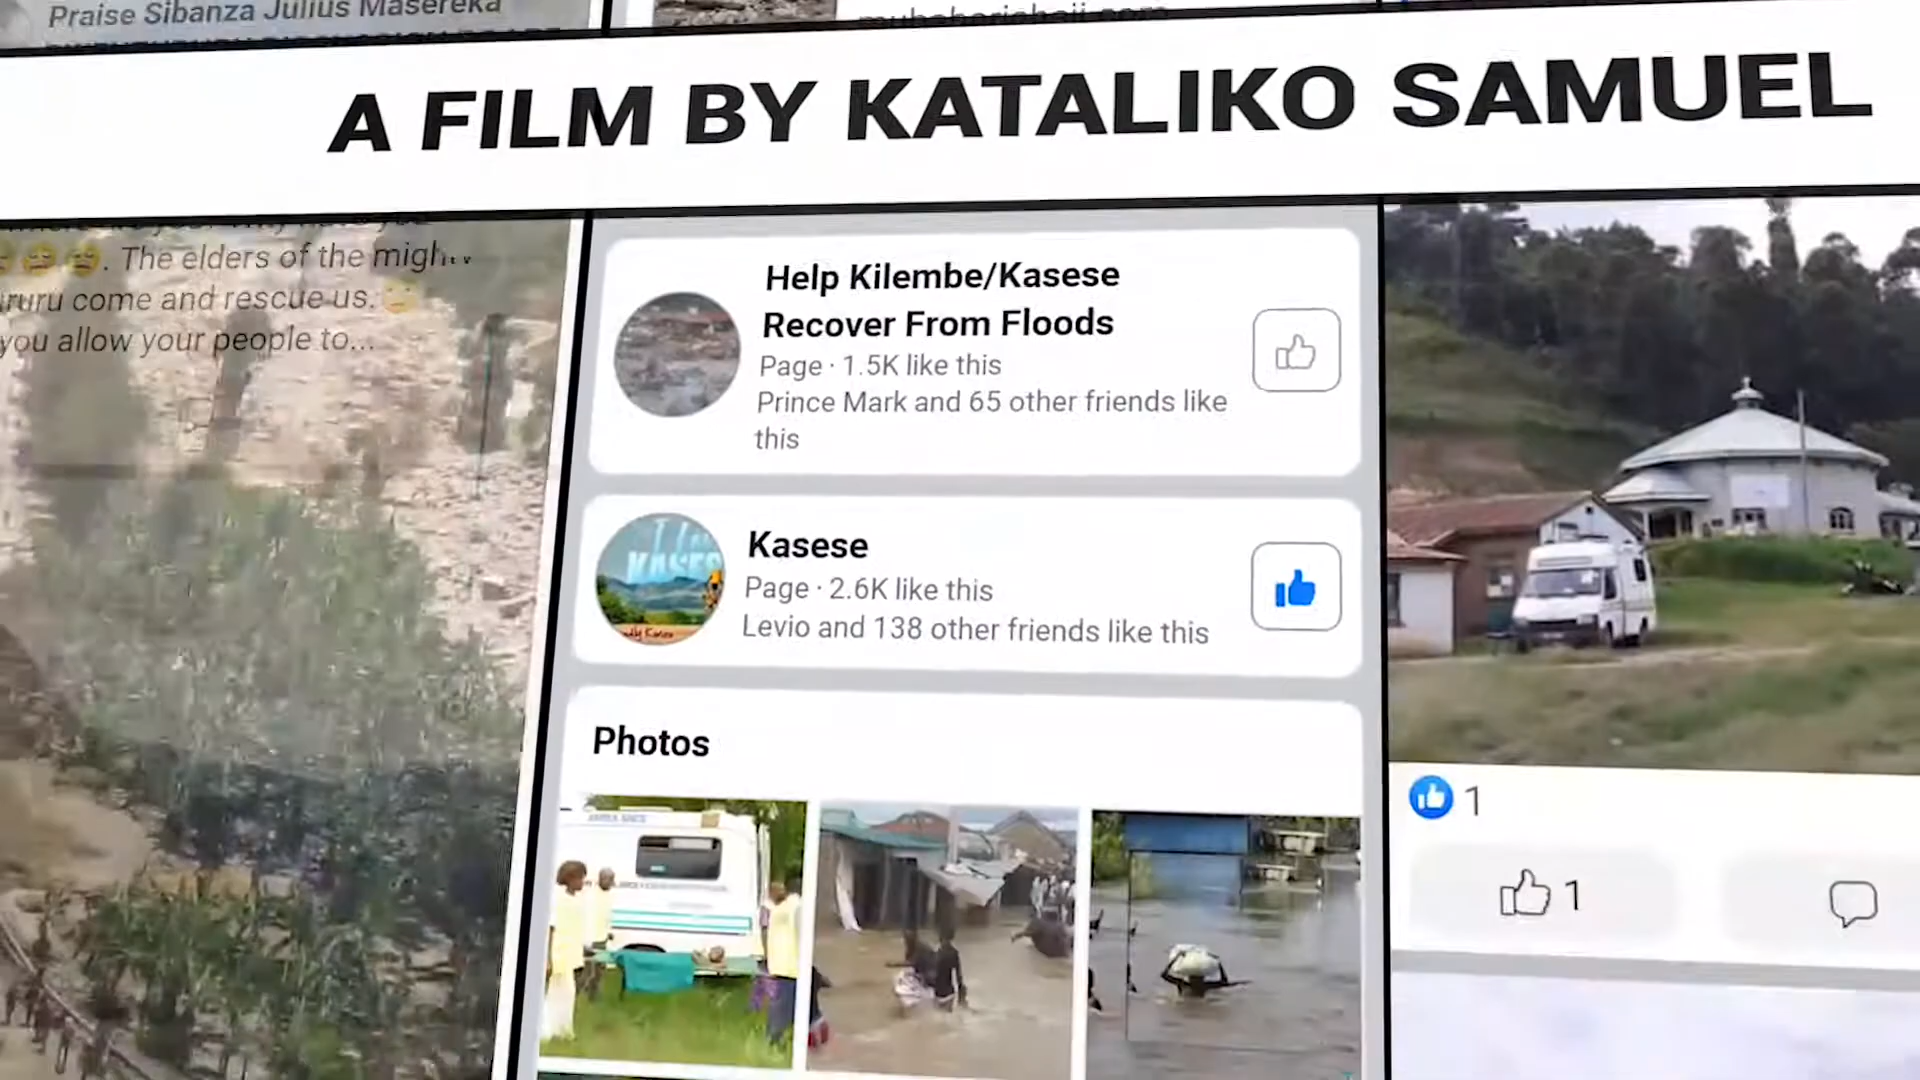 Praise Sibanza Julius Masereka
A FILM BY KATALIKO SAMUEL
. The elders of the mighty
ruru come and rescue us.
you allow your people to...
Help Kilembe/Kasese
Recover From Floods
Page · 1.5K like this
Prince Mark and 65 other friends like
this
Kasese
Page · 2.6K like this
Levio and 138 other friends like this
Photos
1
1